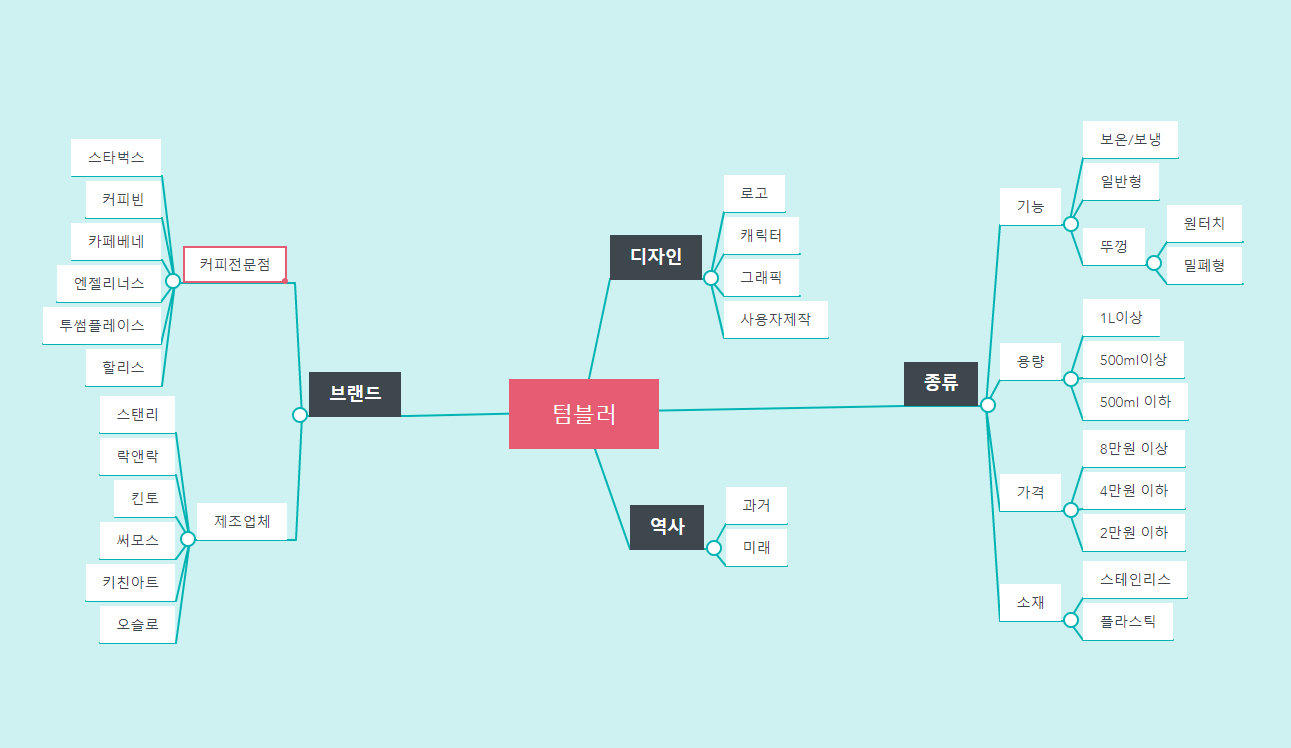 텀블러
브랜드
커피전문점
스타벅스
커피빈
카페베네
엔젤리너스
투썸플레이스
할리스
제조업체
스탠리
락앤락
킨토
써모스
키친아트
오슬로
디자인
로고
캐릭터
그래픽
사용자제작
역사
과거
미래
종류
기능
보온/보냉
일반형
뚜껑
원터치
밀폐형
용량
1L이상
500ml이상
500ml 이하
가격
8만원 이상
4만원 이하
2만원 이하
소재
스테인리스
플라스틱